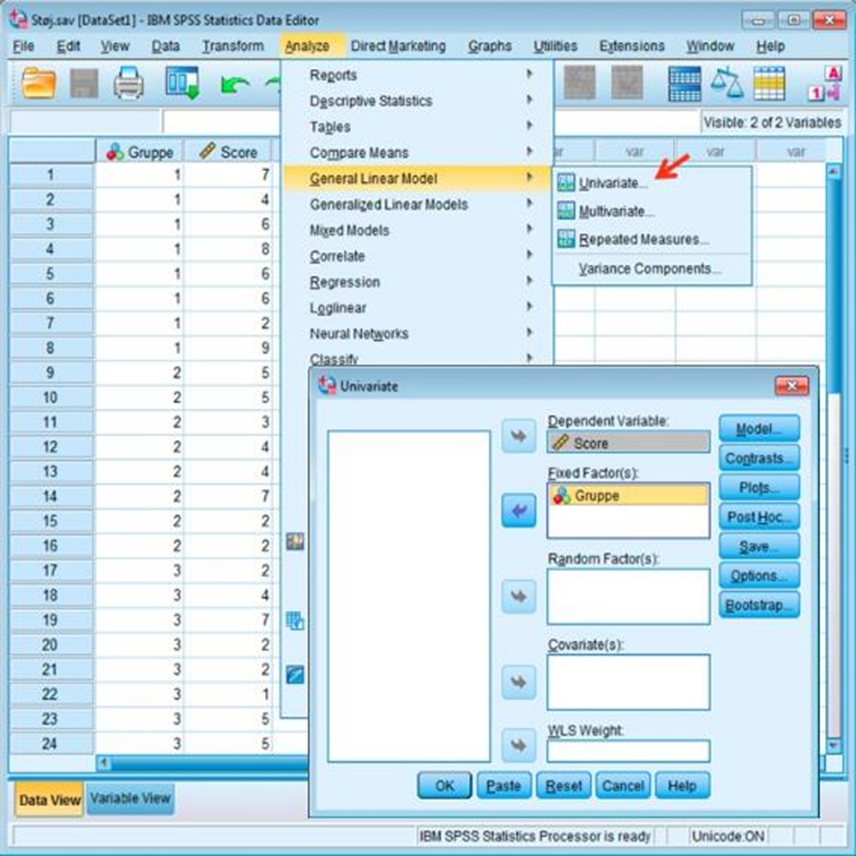 Støj.sav [DataSet1] - IBM SPSS Statistics Data Editor
File Edit View Data Transform Analyze Direct Marketing Graphs Utilities Extensions Window Help
Visible: 2 of 2 Variables
Gruppe Score var var var
1 1 7
2 1 4
3 1 6
4 1 8
5 1 6
6 1 6
7 1 2
8 1 9
9 2 5
10 2 5
11 2 3
12 2 4
13 2 4
14 2 7
15 2 2
16 2 2
17 3 2
18 3 4
19 3 7
20 3 2
21 3 2
22 3 1
23 3 5
24 3 5
Reports
Descriptive Statistics
Tables
Compare Means
General Linear Model
Generalized Linear Models
Mixed Models
Correlate
Regression
Loglinear
Neural Networks
Classify
Univariate...
Multivariate...
Repeated Measures...
Variance Components...
Univariate
Dependent Variable:
Score
Fixed Factor(s):
Gruppe
Random Factor(s):
Covariate(s):
WLS Weight:
Model...
Contrasts...
Plots...
Post Hoc...
Save...
Options...
Bootstrap...
OK Paste Reset Cancel Help
Data View Variable View
IBM SPSS Statistics Processor is ready Unicode:ON